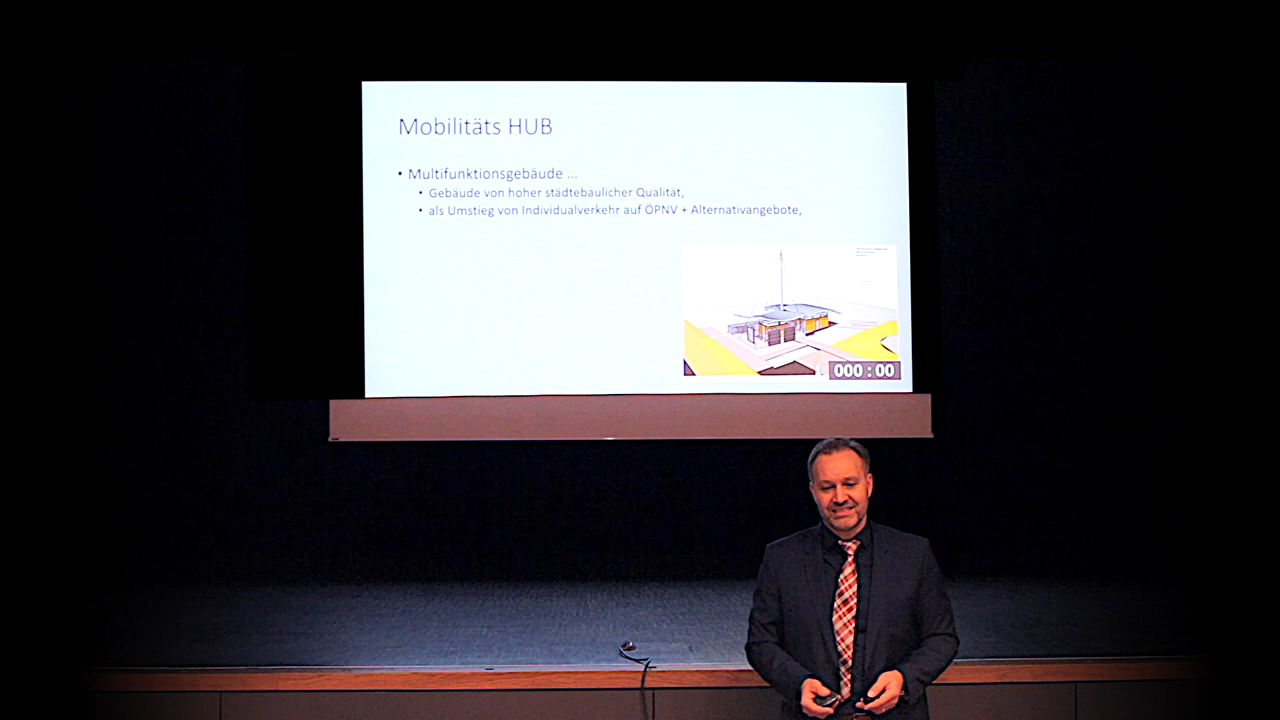 Mobilitäts HUB
• Multifunktionsgebäude ...
• Gebäude von hoher städtebaulicher Qualität,
• als Umstieg von Individualverkehr auf ÖPNV + Alternativangebote,
000 : 00